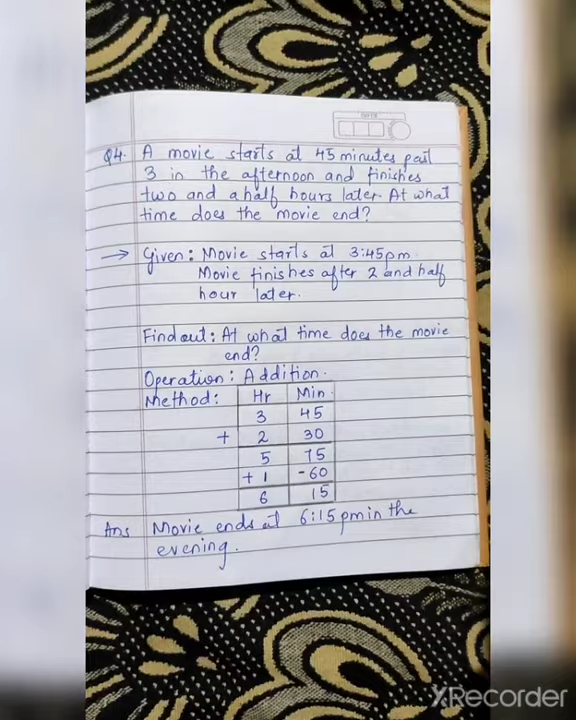 Q4. A movie starts at 45 minutes past
3 in the afternoon and finishes
two and a half hours later. At what
time does the movie end?
→ Given: Movie starts at 3:45pm.
Movie finishes after 2 and half
hour later.
Find out: At what time does the movie
end?
Operation: Addition.
Method: Hr Min.
3 45
+ 2 30
5 75
+1 -60
6 15
Ans Movie ends at 6:15 pm in the
evening.
XRecorder